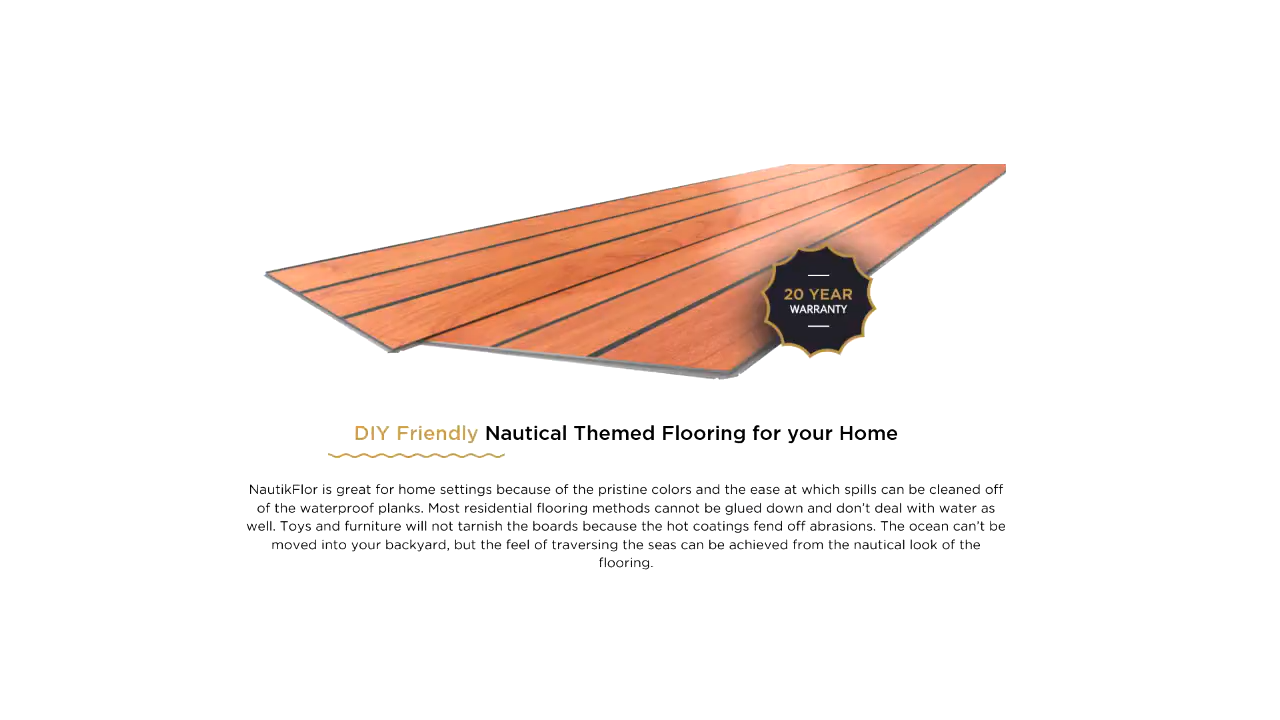 20 YEAR
WARRANTY
DIY Friendly Nautical Themed Flooring for your Home
NautikFlor is great for home settings because of the pristine colors and the ease at which spills can be cleaned off
of the waterproof planks. Most residential flooring methods cannot be glued down and don't deal with water as
well. Toys and furniture will not tarnish the boards because the hot coatings fend off abrasions. The ocean can't be
moved into your backyard, but the feel of traversing the seas can be achieved from the nautical look of the
flooring.